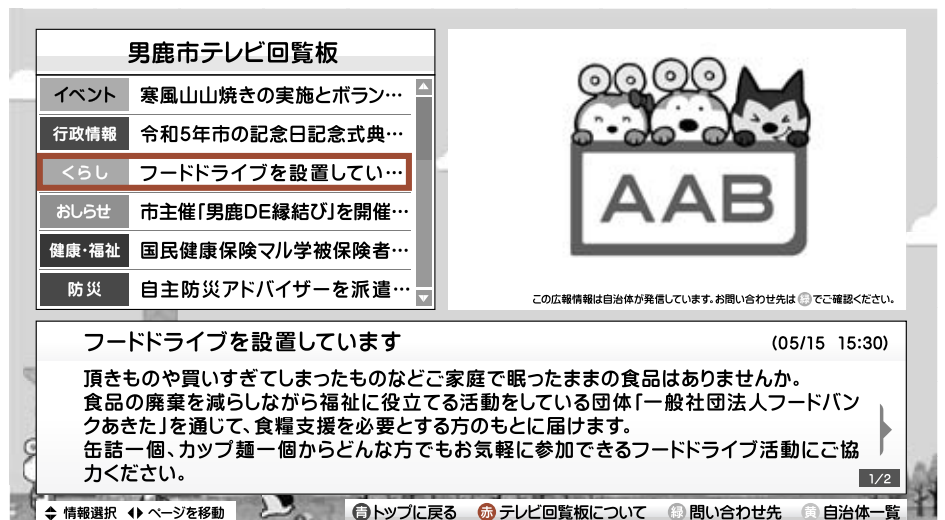 男鹿市テレビ回覧板
イベント 寒風山山焼きの実施とボラン…
行政情報 令和5年市の記念日記念式典…
くらし フードドライブを設置してい…
おしらせ 市主催「男鹿DE縁結び」を開催…
健康・福祉 国民健康保険マル学被保険者…
防災 自主防災アドバイザーを派遣…
AAB
この広報情報は自治体が発信しています。お問い合わせ先は緑でご確認ください。
フードドライブを設置しています (05/15 15:30)
頂きものや買いすぎてしまったものなどご家庭で眠ったままの食品はありませんか。
食品の廃棄を減らしながら福祉に役立てる活動をしている団体「一般社団法人フードバン
クあきた」を通じて、食糧支援を必要とする方のもとに届けます。
缶詰一個、カップ麺一個からどんな方でもお気軽に参加できるフードドライブ活動にご協
力ください。
1/2
情報選択 ページを移動 青トップに戻る 赤テレビ回覧板について 緑問い合わせ先 黄自治体一覧